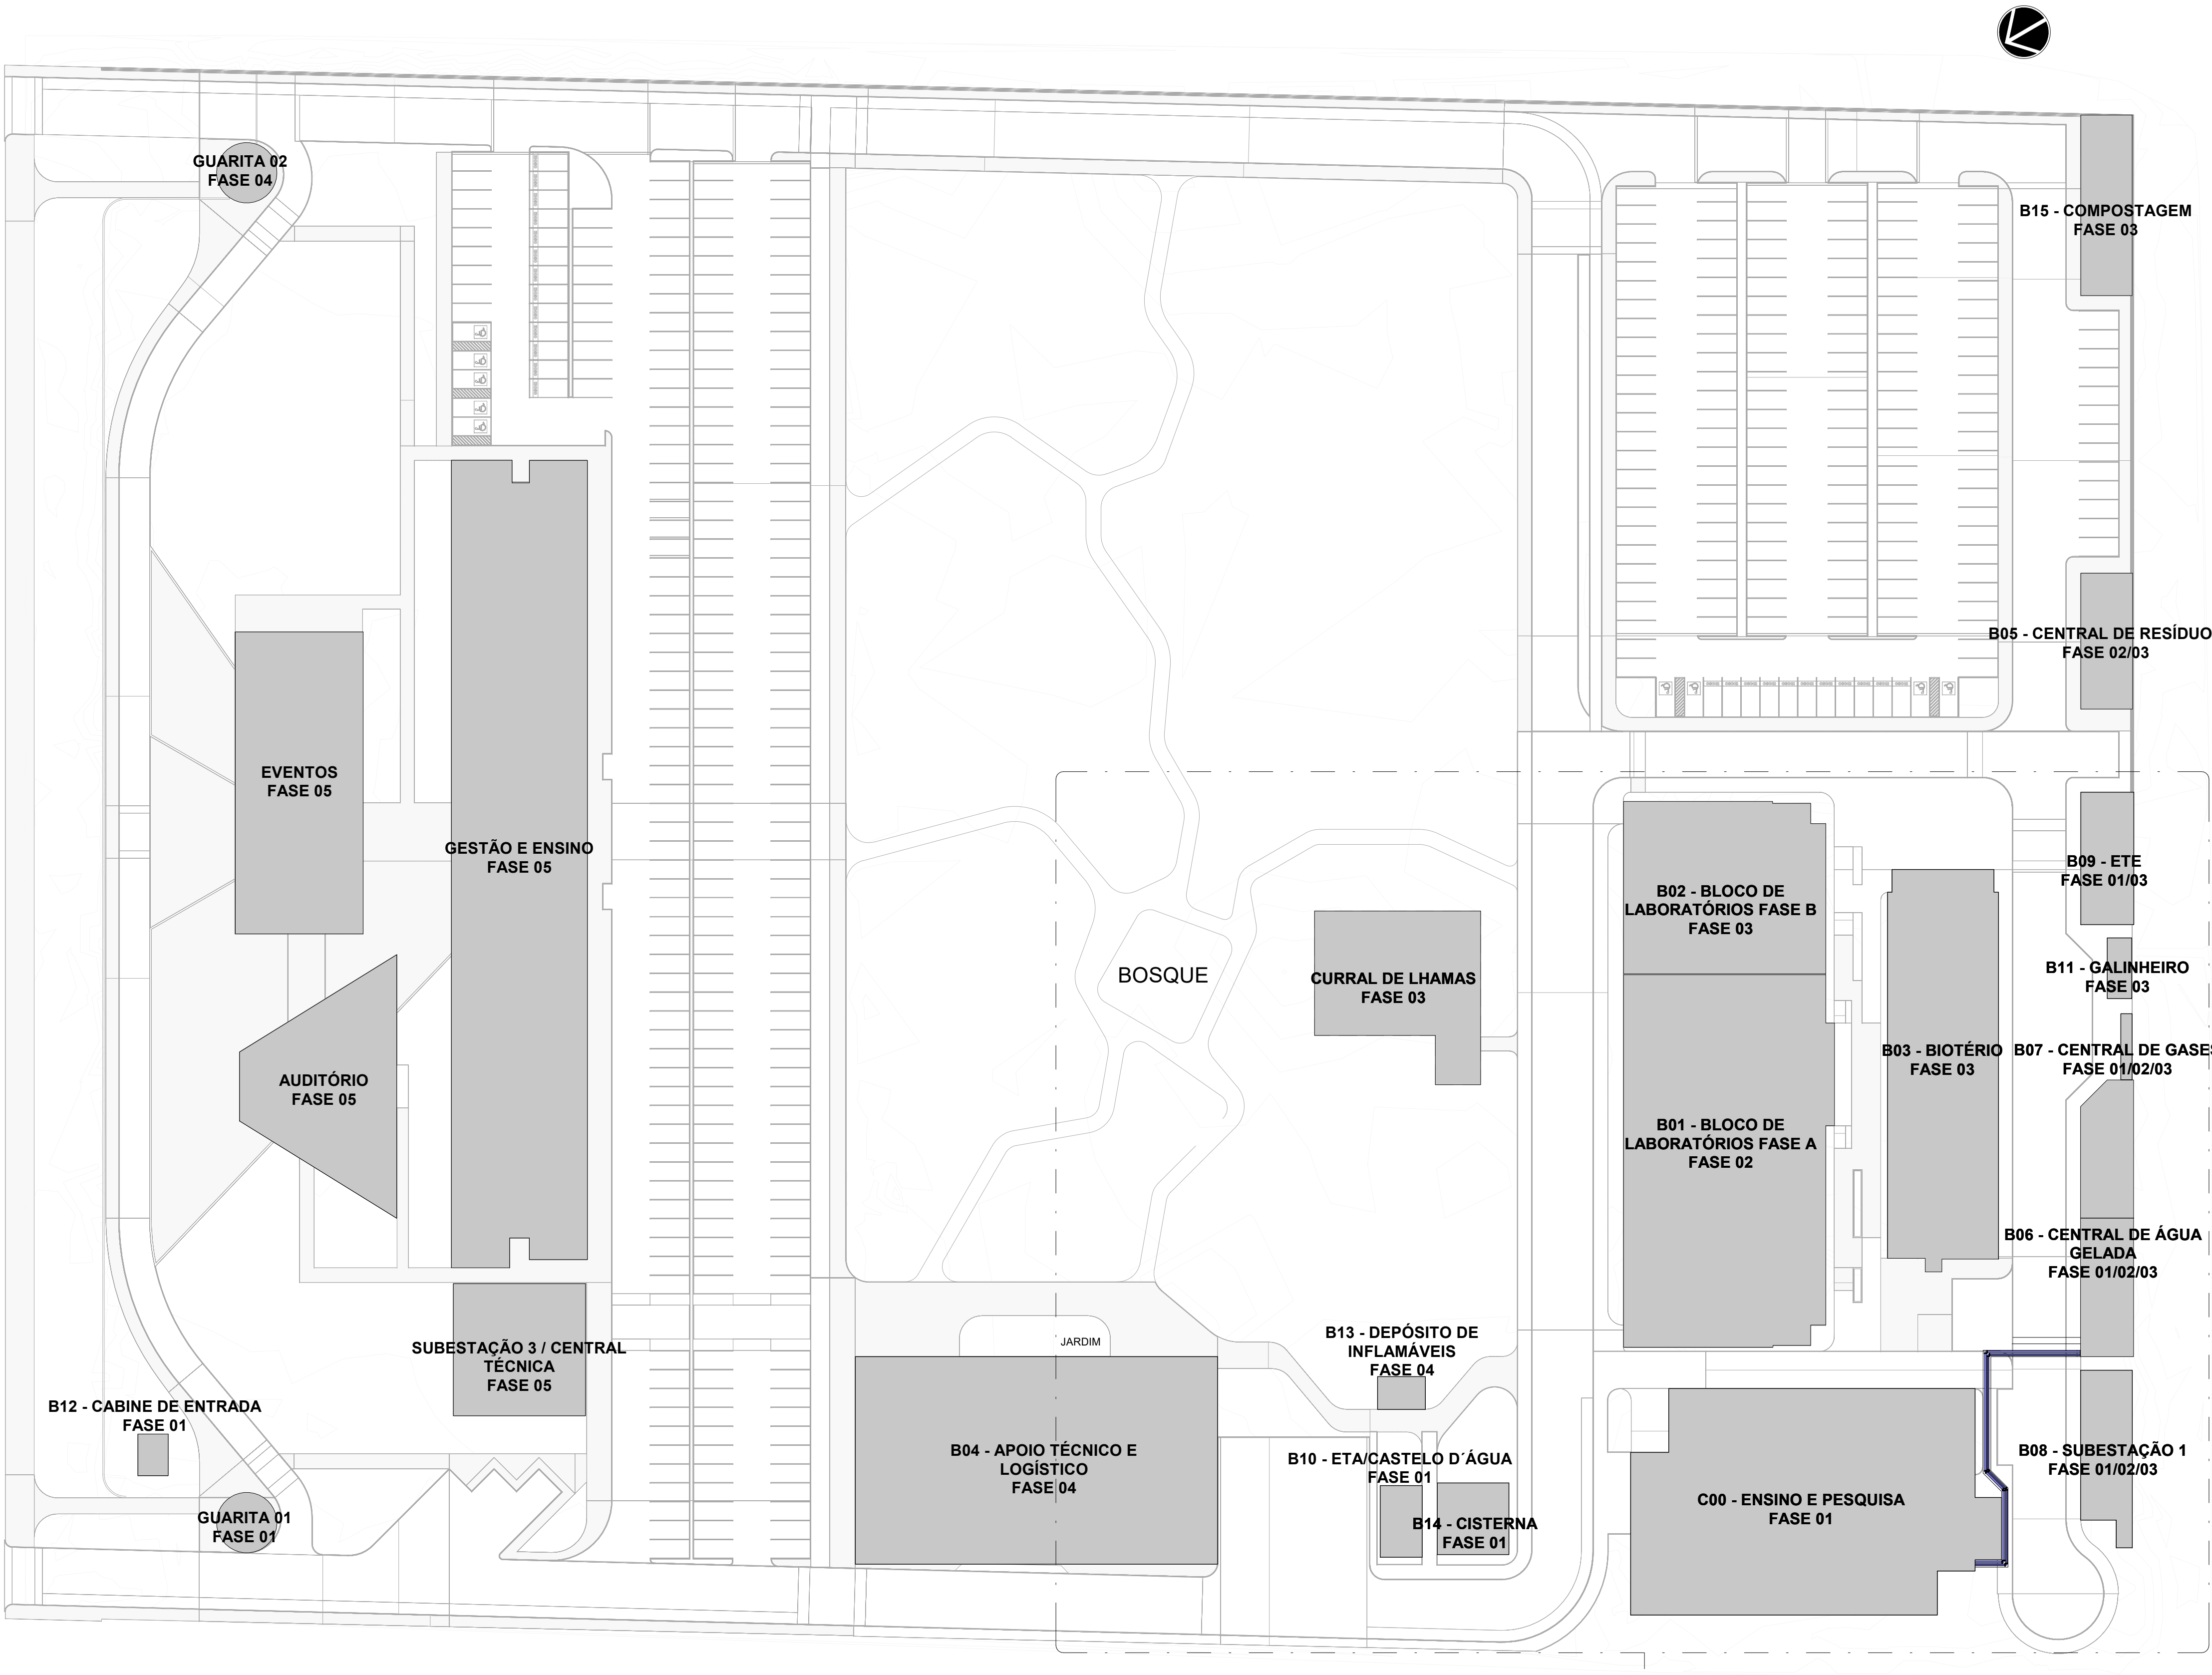 GUARITA 02
FASE 04
B15 - COMPOSTAGEM
FASE 03
B05 - CENTRAL DE RESÍDUO
FASE 02/03
EVENTOS
FASE 05
GESTÃO E ENSINO
FASE 05
B02 - BLOCO DE
LABORATÓRIOS FASE B
FASE 03
B09 - ETE
FASE 01/03
BOSQUE
CURRAL DE LHAMAS
FASE 03
B11 - GALINHEIRO
FASE 03
AUDITÓRIO
FASE 05
B03 - BIOTÉRIO
FASE 03
B07 - CENTRAL DE GASES
FASE 01/02/03
B01 - BLOCO DE
LABORATÓRIOS FASE A
FASE 02
B06 - CENTRAL DE ÁGUA
GELADA
FASE 01/02/03
SUBESTAÇÃO 3 / CENTRAL
TÉCNICA
FASE 05
JARDIM
B13 - DEPÓSITO DE
INFLAMÁVEIS
FASE 04
B12 - CABINE DE ENTRADA
FASE 01
B04 - APOIO TÉCNICO E
LOGÍSTICO
FASE 04
B10 - ETA/CASTELO D´ÁGUA
FASE 01
B08 - SUBESTAÇÃO 1
FASE 01/02/03
GUARITA 01
FASE 01
B14 - CISTERNA
FASE 01
C00 - ENSINO E PESQUISA
FASE 01